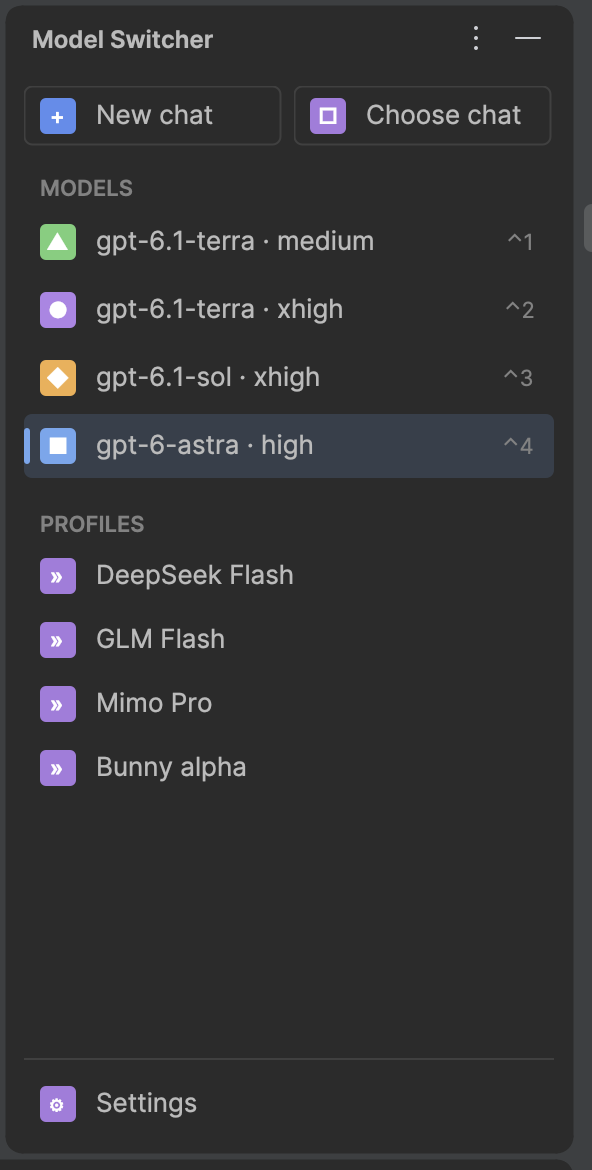 Model Switcher
New chat
Choose chat
MODELS
gpt-6.1-terra · medium ^1
gpt-6.1-terra · xhigh ^2
gpt-6.1-sol · xhigh ^3
gpt-6-astra · high ^4
PROFILES
» DeepSeek Flash
» GLM Flash
» Mimo Pro
» Bunny alpha
Settings